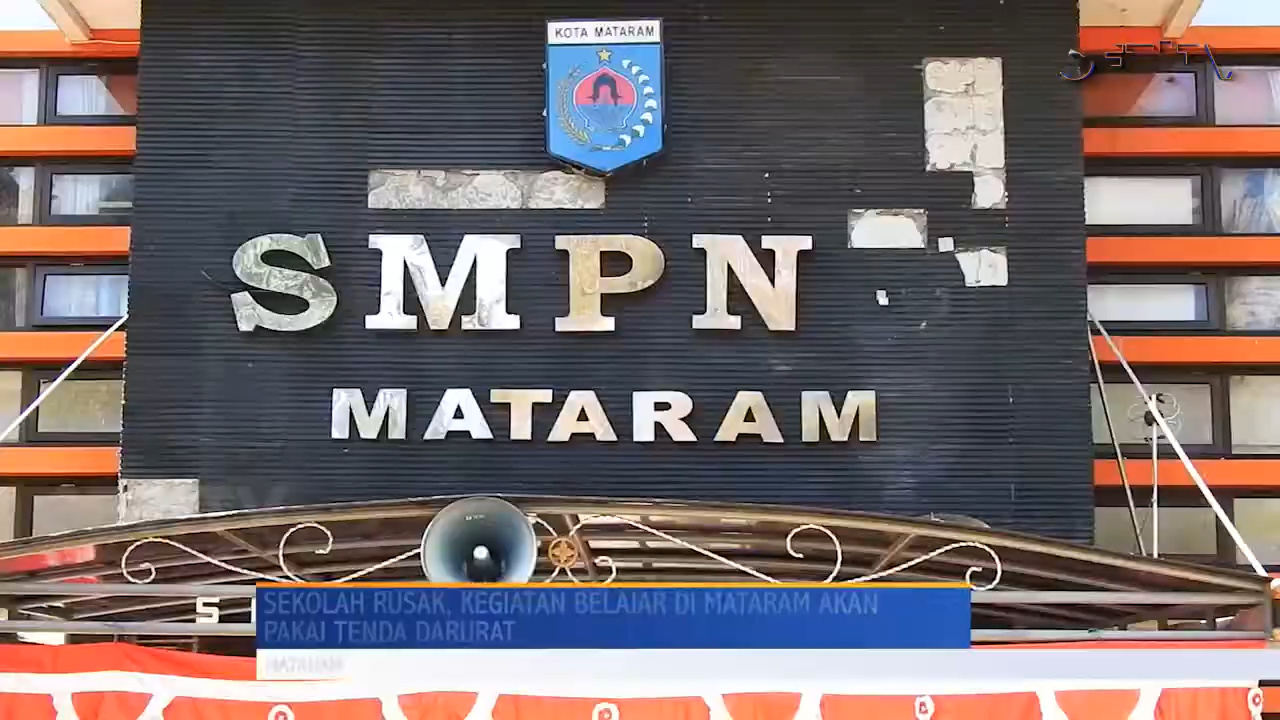 KOTA MATARAM
SMPN
MATARAM
S
SEKOLAH RUSAK, KEGIATAN BELAJAR DI MATARAM AKAN
PAKAI TENDA DARURAT
MATARAM